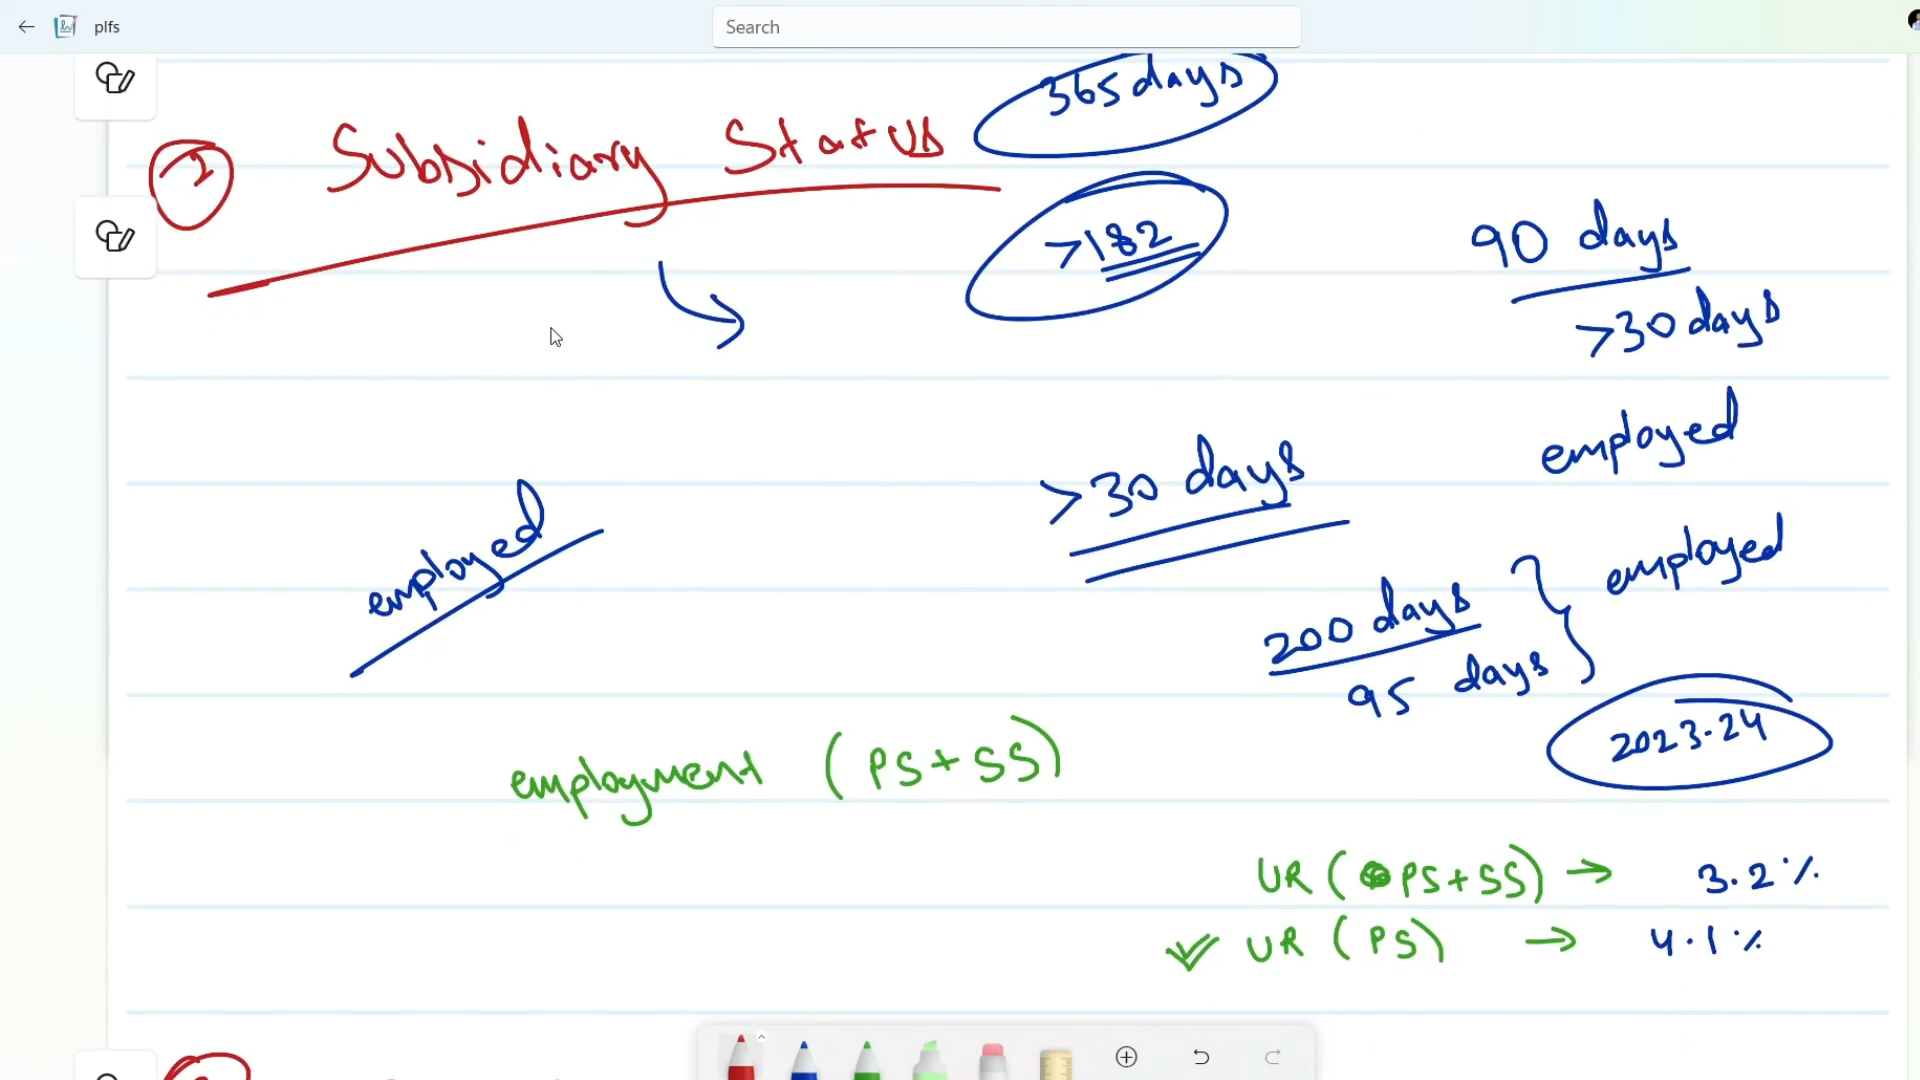 plfs
Search
365 days
2 Subsidiary Status
>182
90 days
>30 days
employed
>30 days
employed
employed
200 days
95 days
2023-24
employment (PS + SS)
UR (PS + SS) → 3.2 %
UR (PS) → 4.1 %